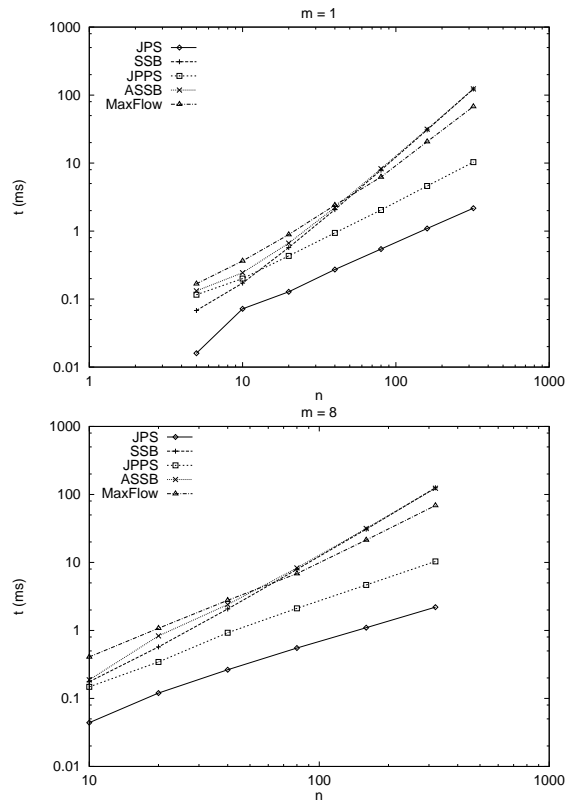 m = 1
1000
100
10
1
0.1
0.01
t (ms)
JPS
SSB
JPPS
ASSB
MaxFlow
1 10 100 1000
n
m = 8
1000
100
10
1
0.1
0.01
t (ms)
JPS
SSB
JPPS
ASSB
MaxFlow
10 100 1000
n